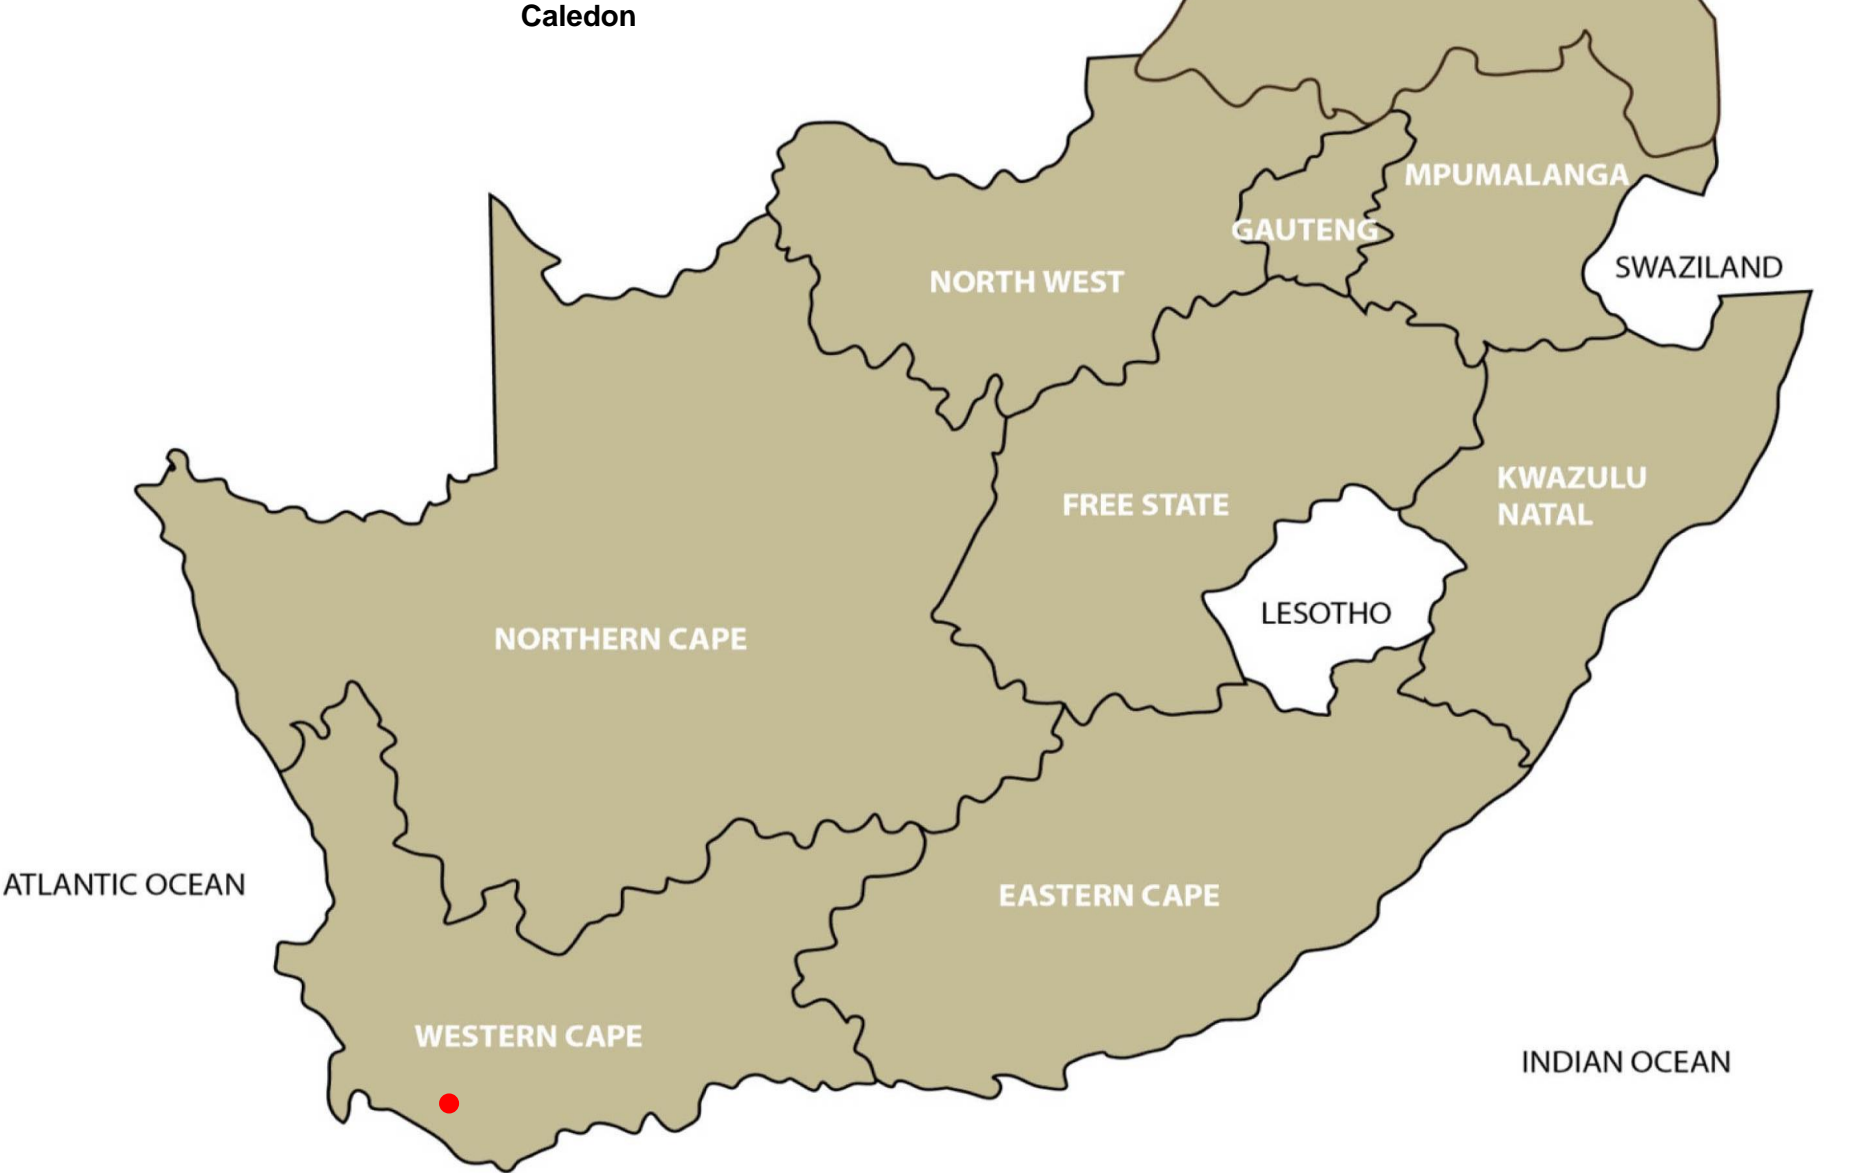 Caledon
MPUMALANGA
GAUTENG
SWAZILAND
NORTH WEST
KWAZULU
NATAL
FREE STATE
LESOTHO
NORTHERN CAPE
ATLANTIC OCEAN
EASTERN CAPE
WESTERN CAPE
INDIAN OCEAN